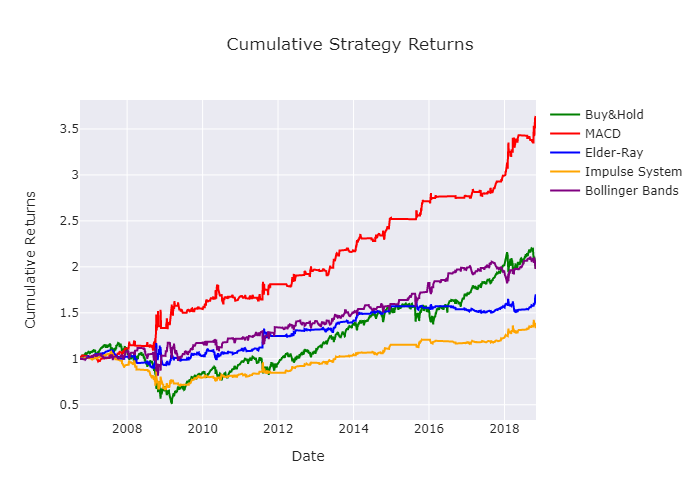 Cumulative Strategy Returns
Buy&Hold
MACD
Elder-Ray
Impulse System
Bollinger Bands
Cumulative Returns
3.5
3
2.5
2
1.5
1
0.5
2008
2010
2012
2014
2016
2018
Date